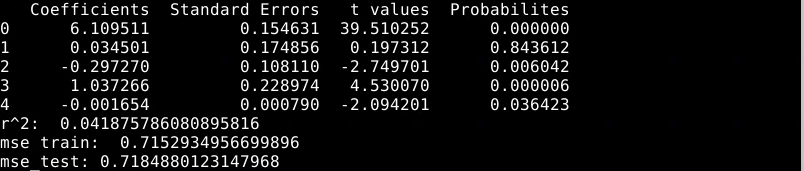 Coefficients  Standard Errors  t values  Probabilites
0  6.109511  0.154631  39.510252  0.000000
1  0.034501  0.174856  0.197312  0.843612
2  -0.297270  0.108110  -2.749701  0.006042
3  1.037266  0.228974  4.530070  0.000006
4  -0.001654  0.000790  -2.094201  0.036423
r^2:  0.041875786080895816
mse train:  0.7152934956699896
mse_test: 0.7184880123147968